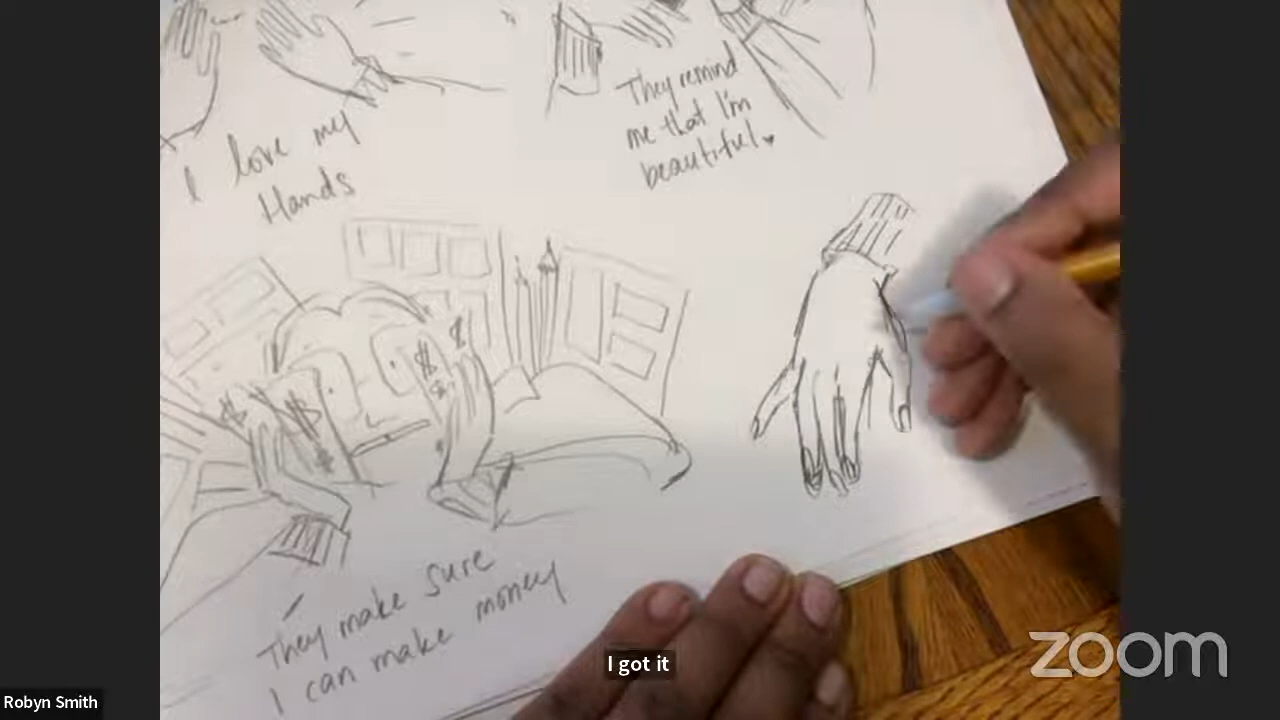 I love my
Hands
They remind
me that I'm
beautiful
$
$
$
$
They make sure
I can make money
I got it
zoom
Robyn Smith